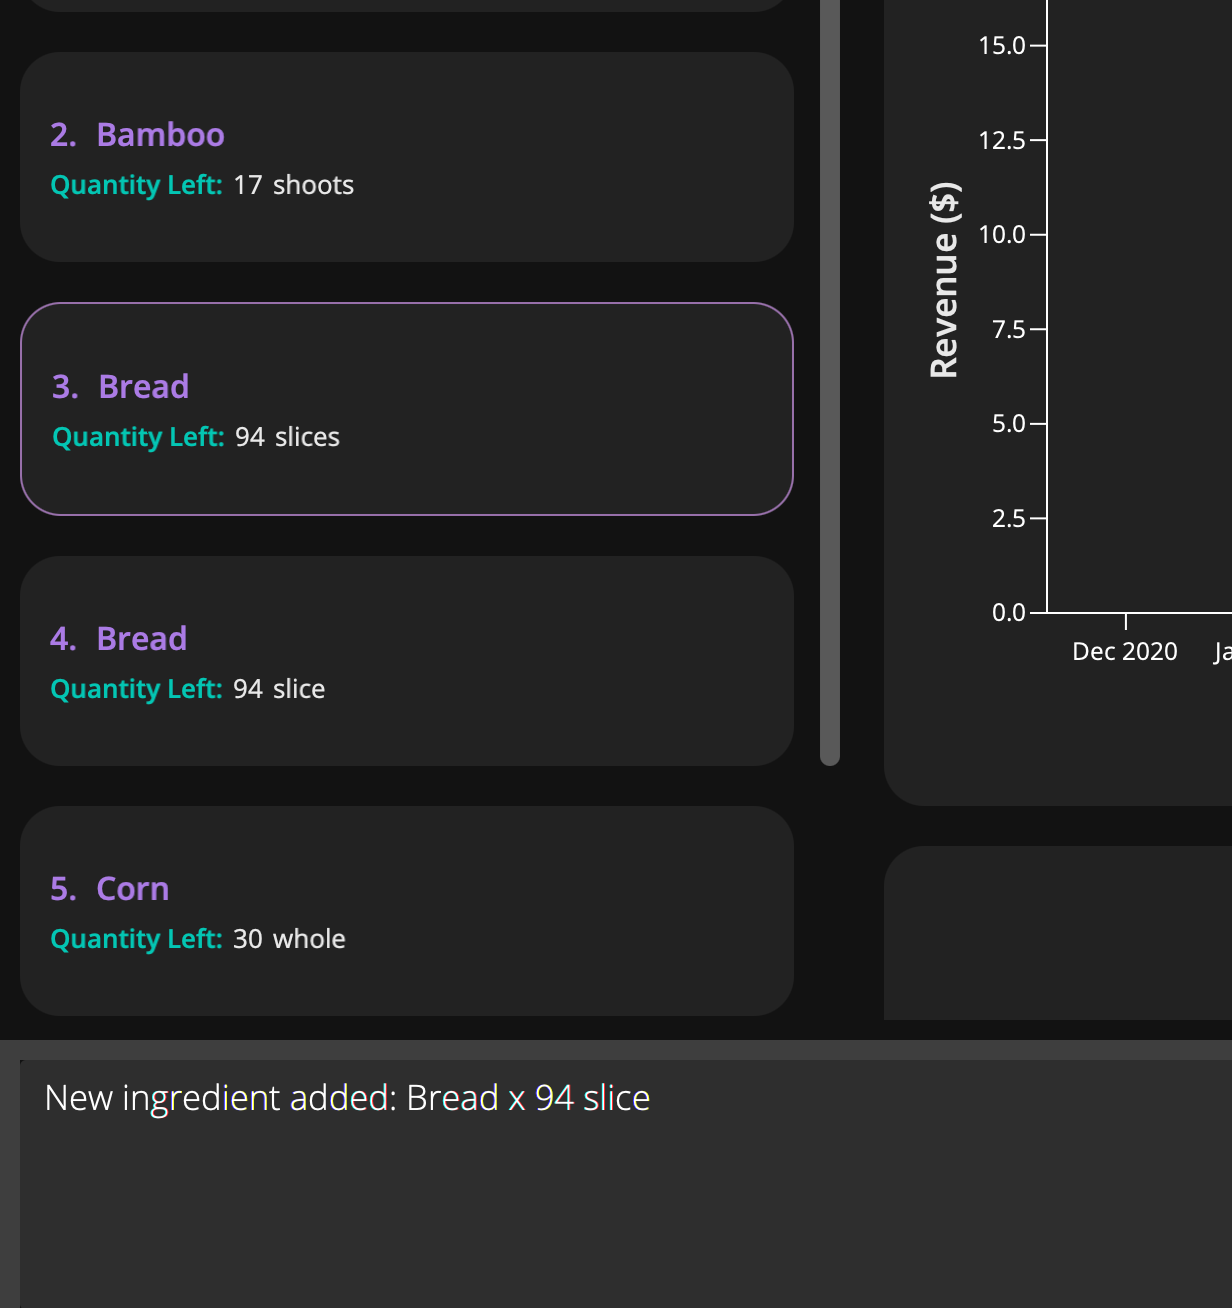 2. Bamboo
Quantity Left: 17 shoots
3. Bread
Quantity Left: 94 slices
4. Bread
Quantity Left: 94 slice
5. Corn
Quantity Left: 30 whole
Revenue ($)
15.0
12.5
10.0
7.5
5.0
2.5
0.0
Dec 2020 Ja
New ingredient added: Bread x 94 slice